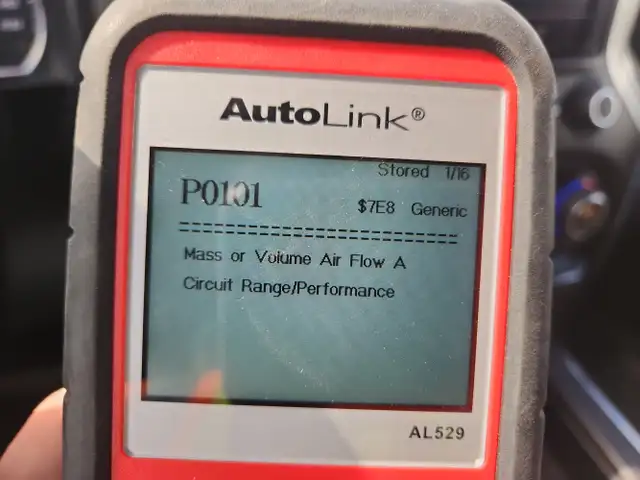 AutoLink®
Stored 1/16
P0101
$7E8 Generic
==============================
Mass or Volume Air Flow A
Circuit Range/Performance
AL529